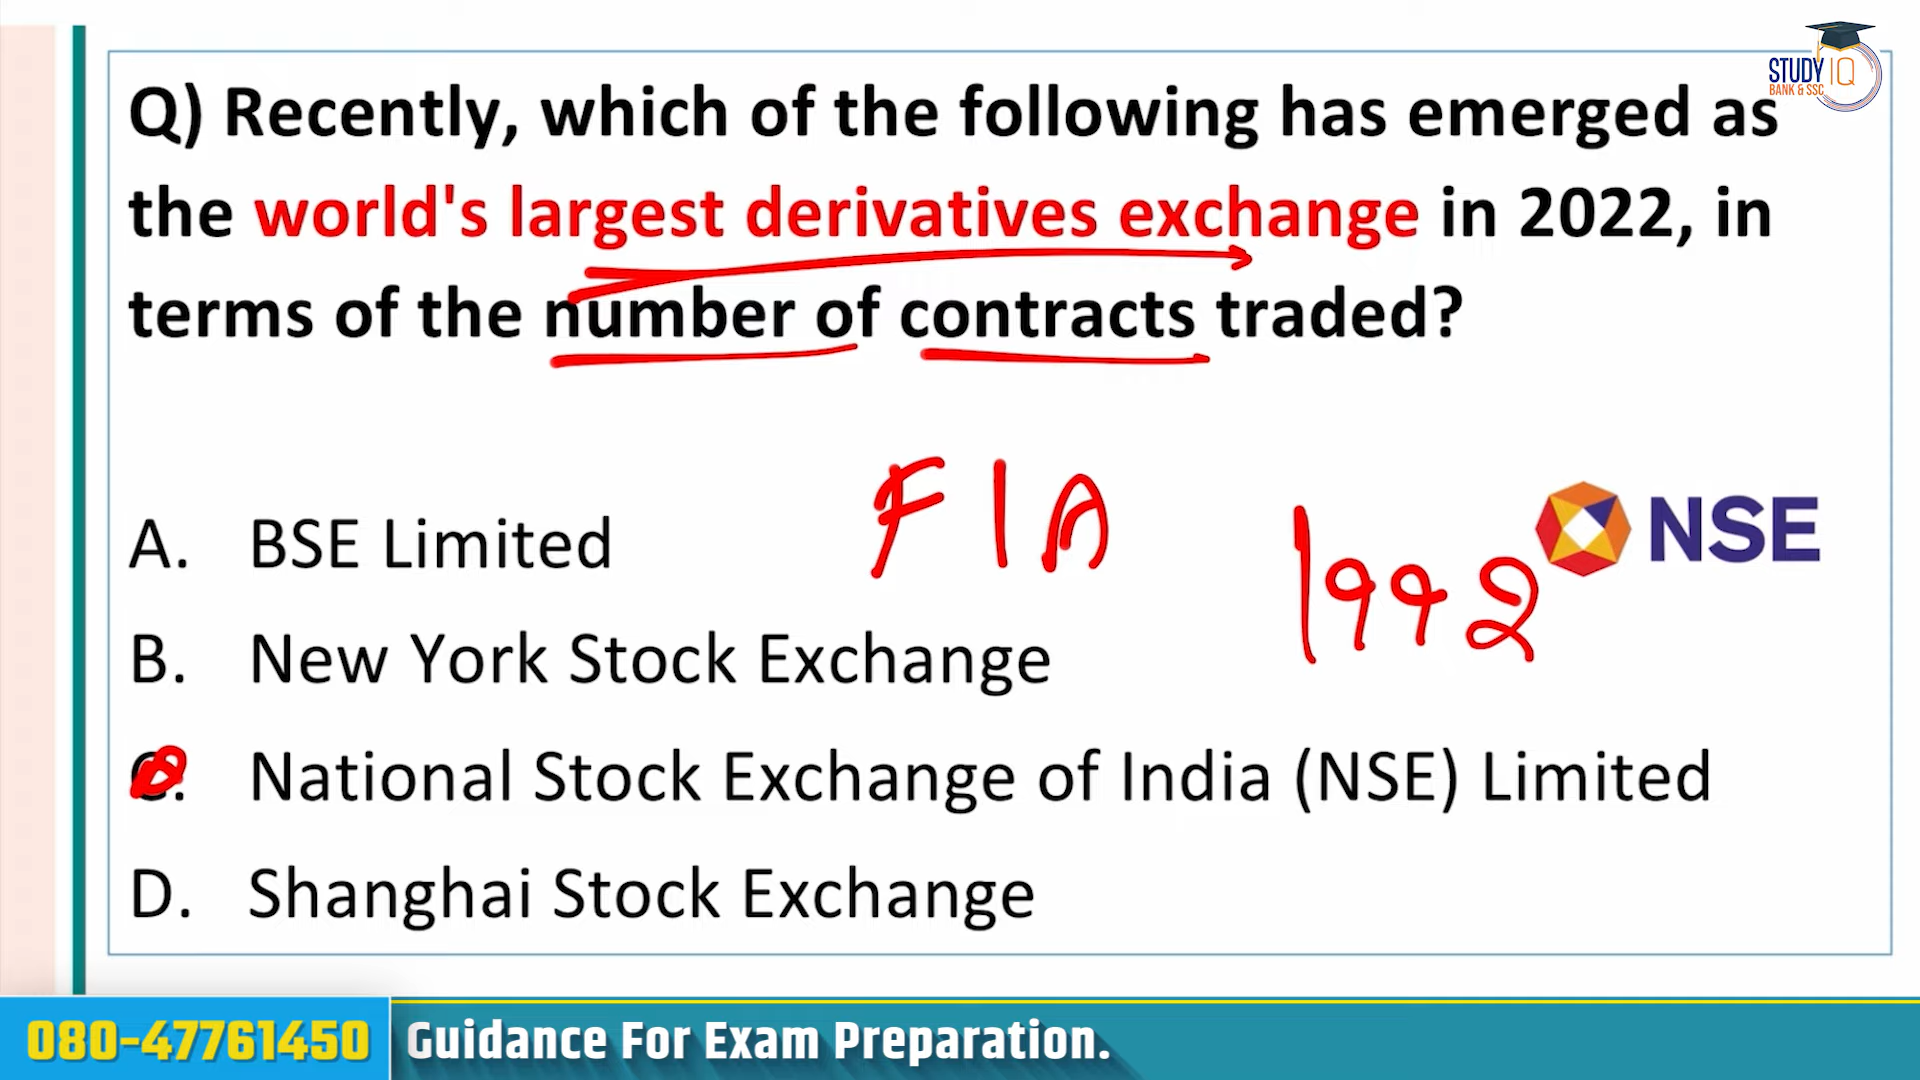 STUDY IQ
BANK & SSC
Q) Recently, which of the following has emerged as
the world's largest derivatives exchange in 2022, in
terms of the number of contracts traded?
FIA
1992
NSE
A. BSE Limited
B. New York Stock Exchange
C. National Stock Exchange of India (NSE) Limited
D. Shanghai Stock Exchange
080-47761450 Guidance For Exam Preparation.